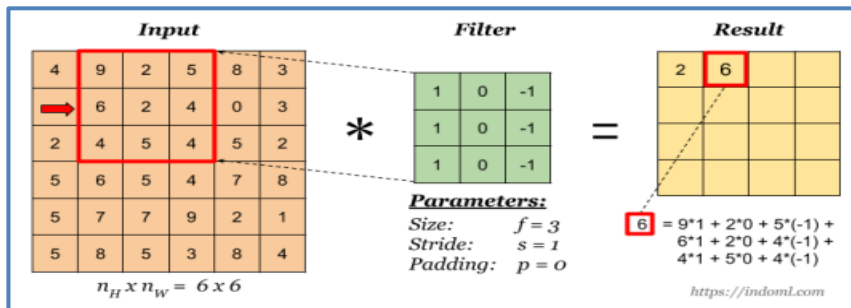 Input Filter Result
4 9 2 5 8 3
6 2 4 0 3
2 4 5 4 5 2
5 6 5 4 7 8
5 7 7 9 2 1
5 8 5 3 8 4
n_H x n_W = 6 x 6
*
1 0 -1
1 0 -1
1 0 -1
Parameters:
Size: f = 3
Stride: s = 1
Padding: p = 0
=
2 6
6 = 9*1 + 2*0 + 5*(-1) +
6*1 + 2*0 + 4*(-1) +
4*1 + 5*0 + 4*(-1)
https://indoml.com